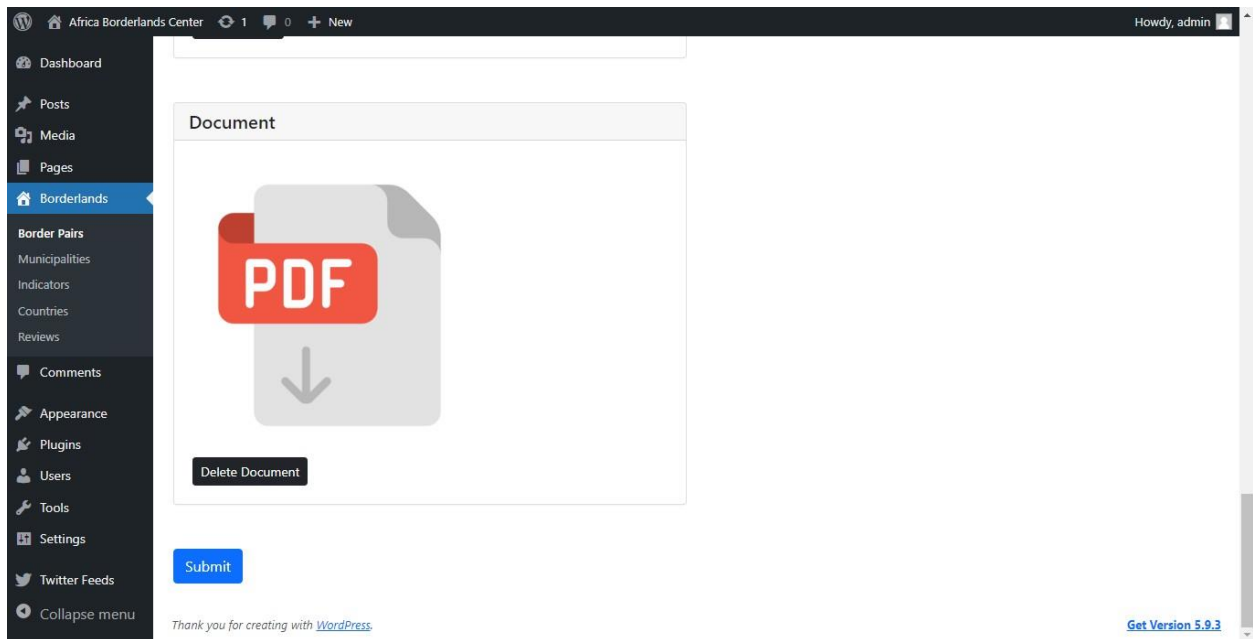 Africa Borderlands Center 1 0 New Howdy, admin
Dashboard
Posts
Media
Pages
Borderlands
Border Pairs
Municipalities
Indicators
Countries
Reviews
Comments
Appearance
Plugins
Users
Tools
Settings
Twitter Feeds
Collapse menu
Document
PDF
Delete Document
Submit
Thank you for creating with WordPress. Get Version 5.9.3